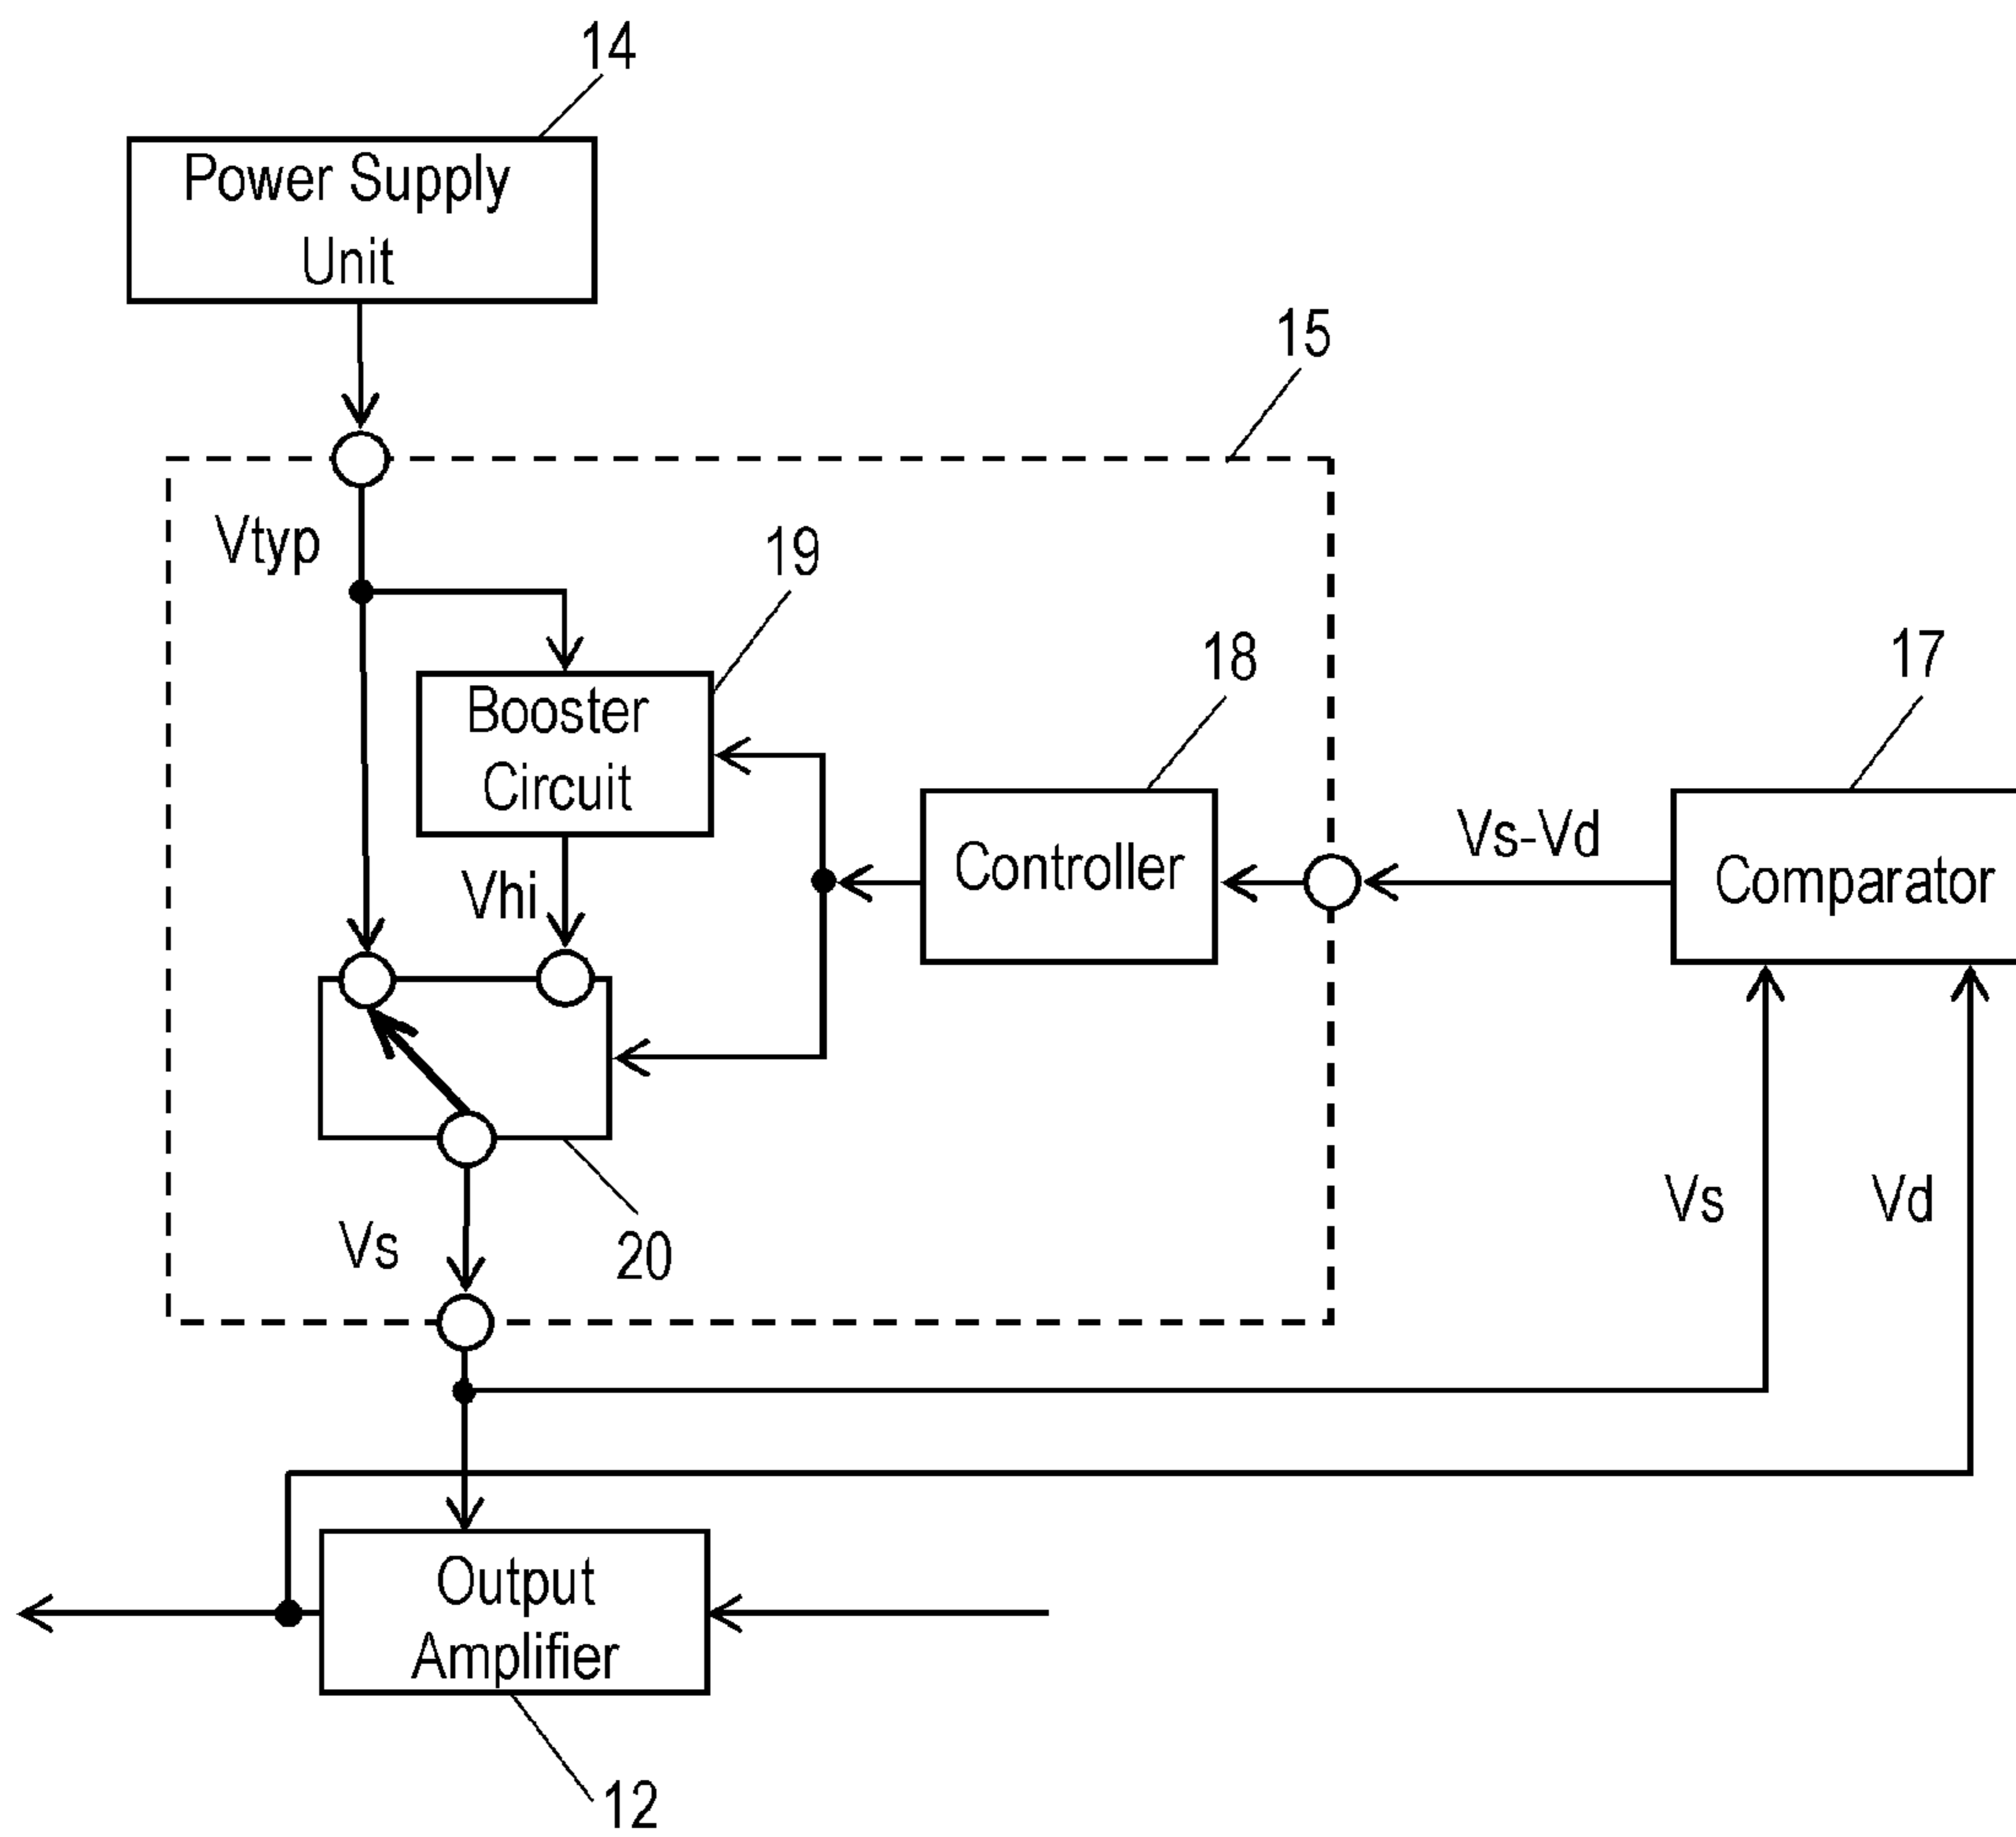 14
Power Supply
Unit
15
Vtyp
19
Booster
Circuit
18
17
Vs-Vd
Controller
Comparator
Vhi
Vs
Vd
Vs
20
Output
Amplifier
12